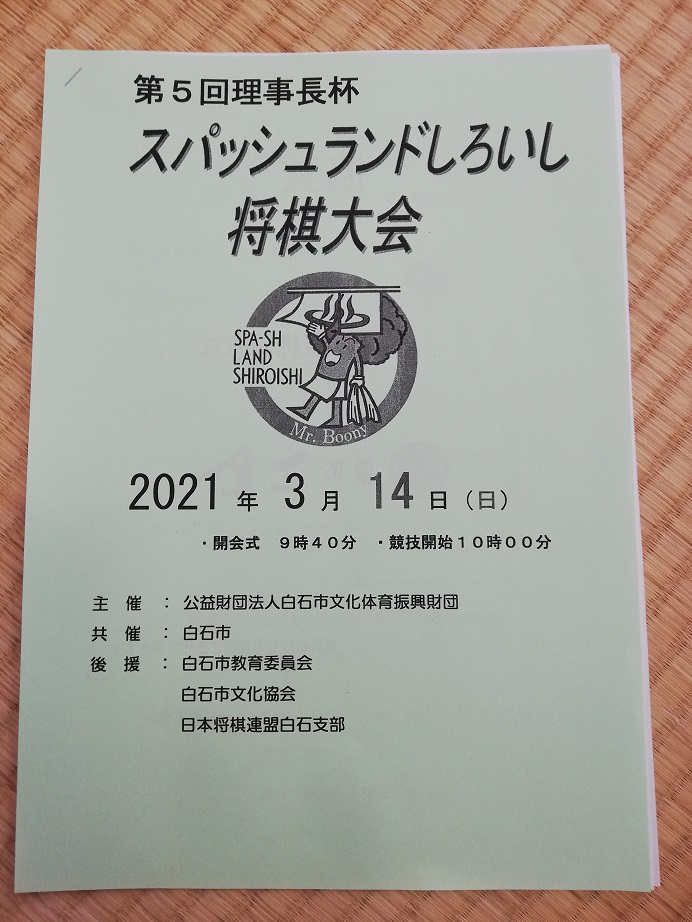 第５回理事長杯
スパッシュランドしろいし
将棋大会
SPA-SH
LAND
SHIROISHI
Mr. Boony
2021 年 3 月 14 日（日）
・開会式　９時４０分　・競技開始１０時００分
主　催　：　公益財団法人白石市文化体育振興財団
共　催　：　白石市
後　援　：　白石市教育委員会
白石市文化協会
日本将棋連盟白石支部